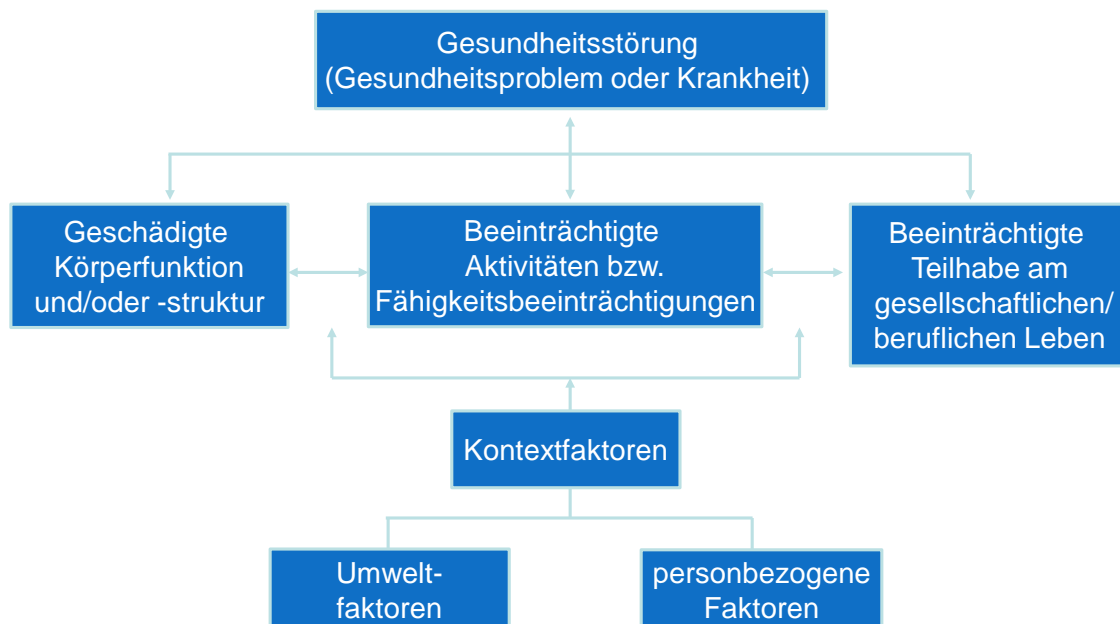 Gesundheitsstörung
(Gesundheitsproblem oder Krankheit)
Geschädigte
Körperfunktion
und/oder -struktur
Beeinträchtigte
Aktivitäten bzw.
Fähigkeitsbeeinträchtigungen
Beeinträchtigte
Teilhabe am
gesellschaftlichen/
beruflichen Leben
Kontextfaktoren
Umwelt-
faktoren
personbezogene
Faktoren